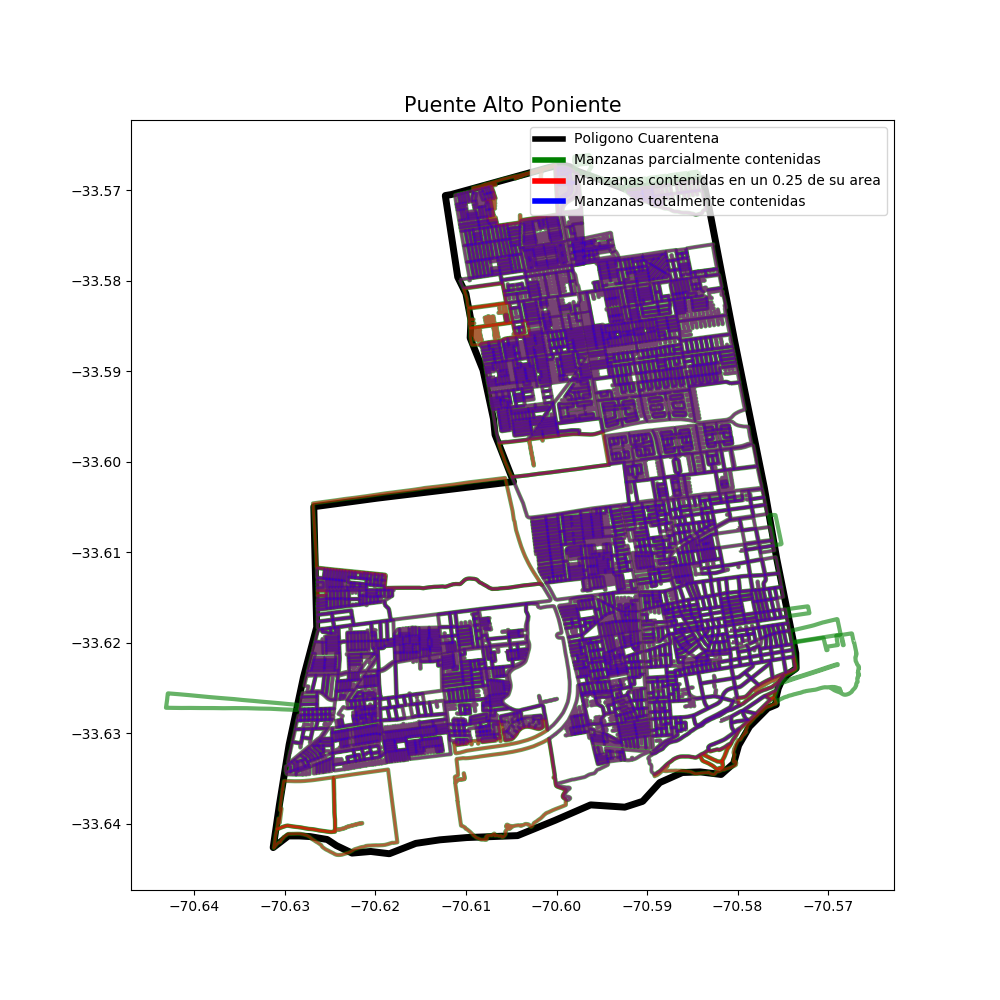 Puente Alto Poniente
Poligono Cuarentena
Manzanas parcialmente contenidas
Manzanas contenidas en un 0.25 de su area
Manzanas totalmente contenidas
−33.57
−33.58
−33.59
−33.60
−33.61
−33.62
−33.63
−33.64
−70.64 −70.63 −70.62 −70.61 −70.60 −70.59 −70.58 −70.57